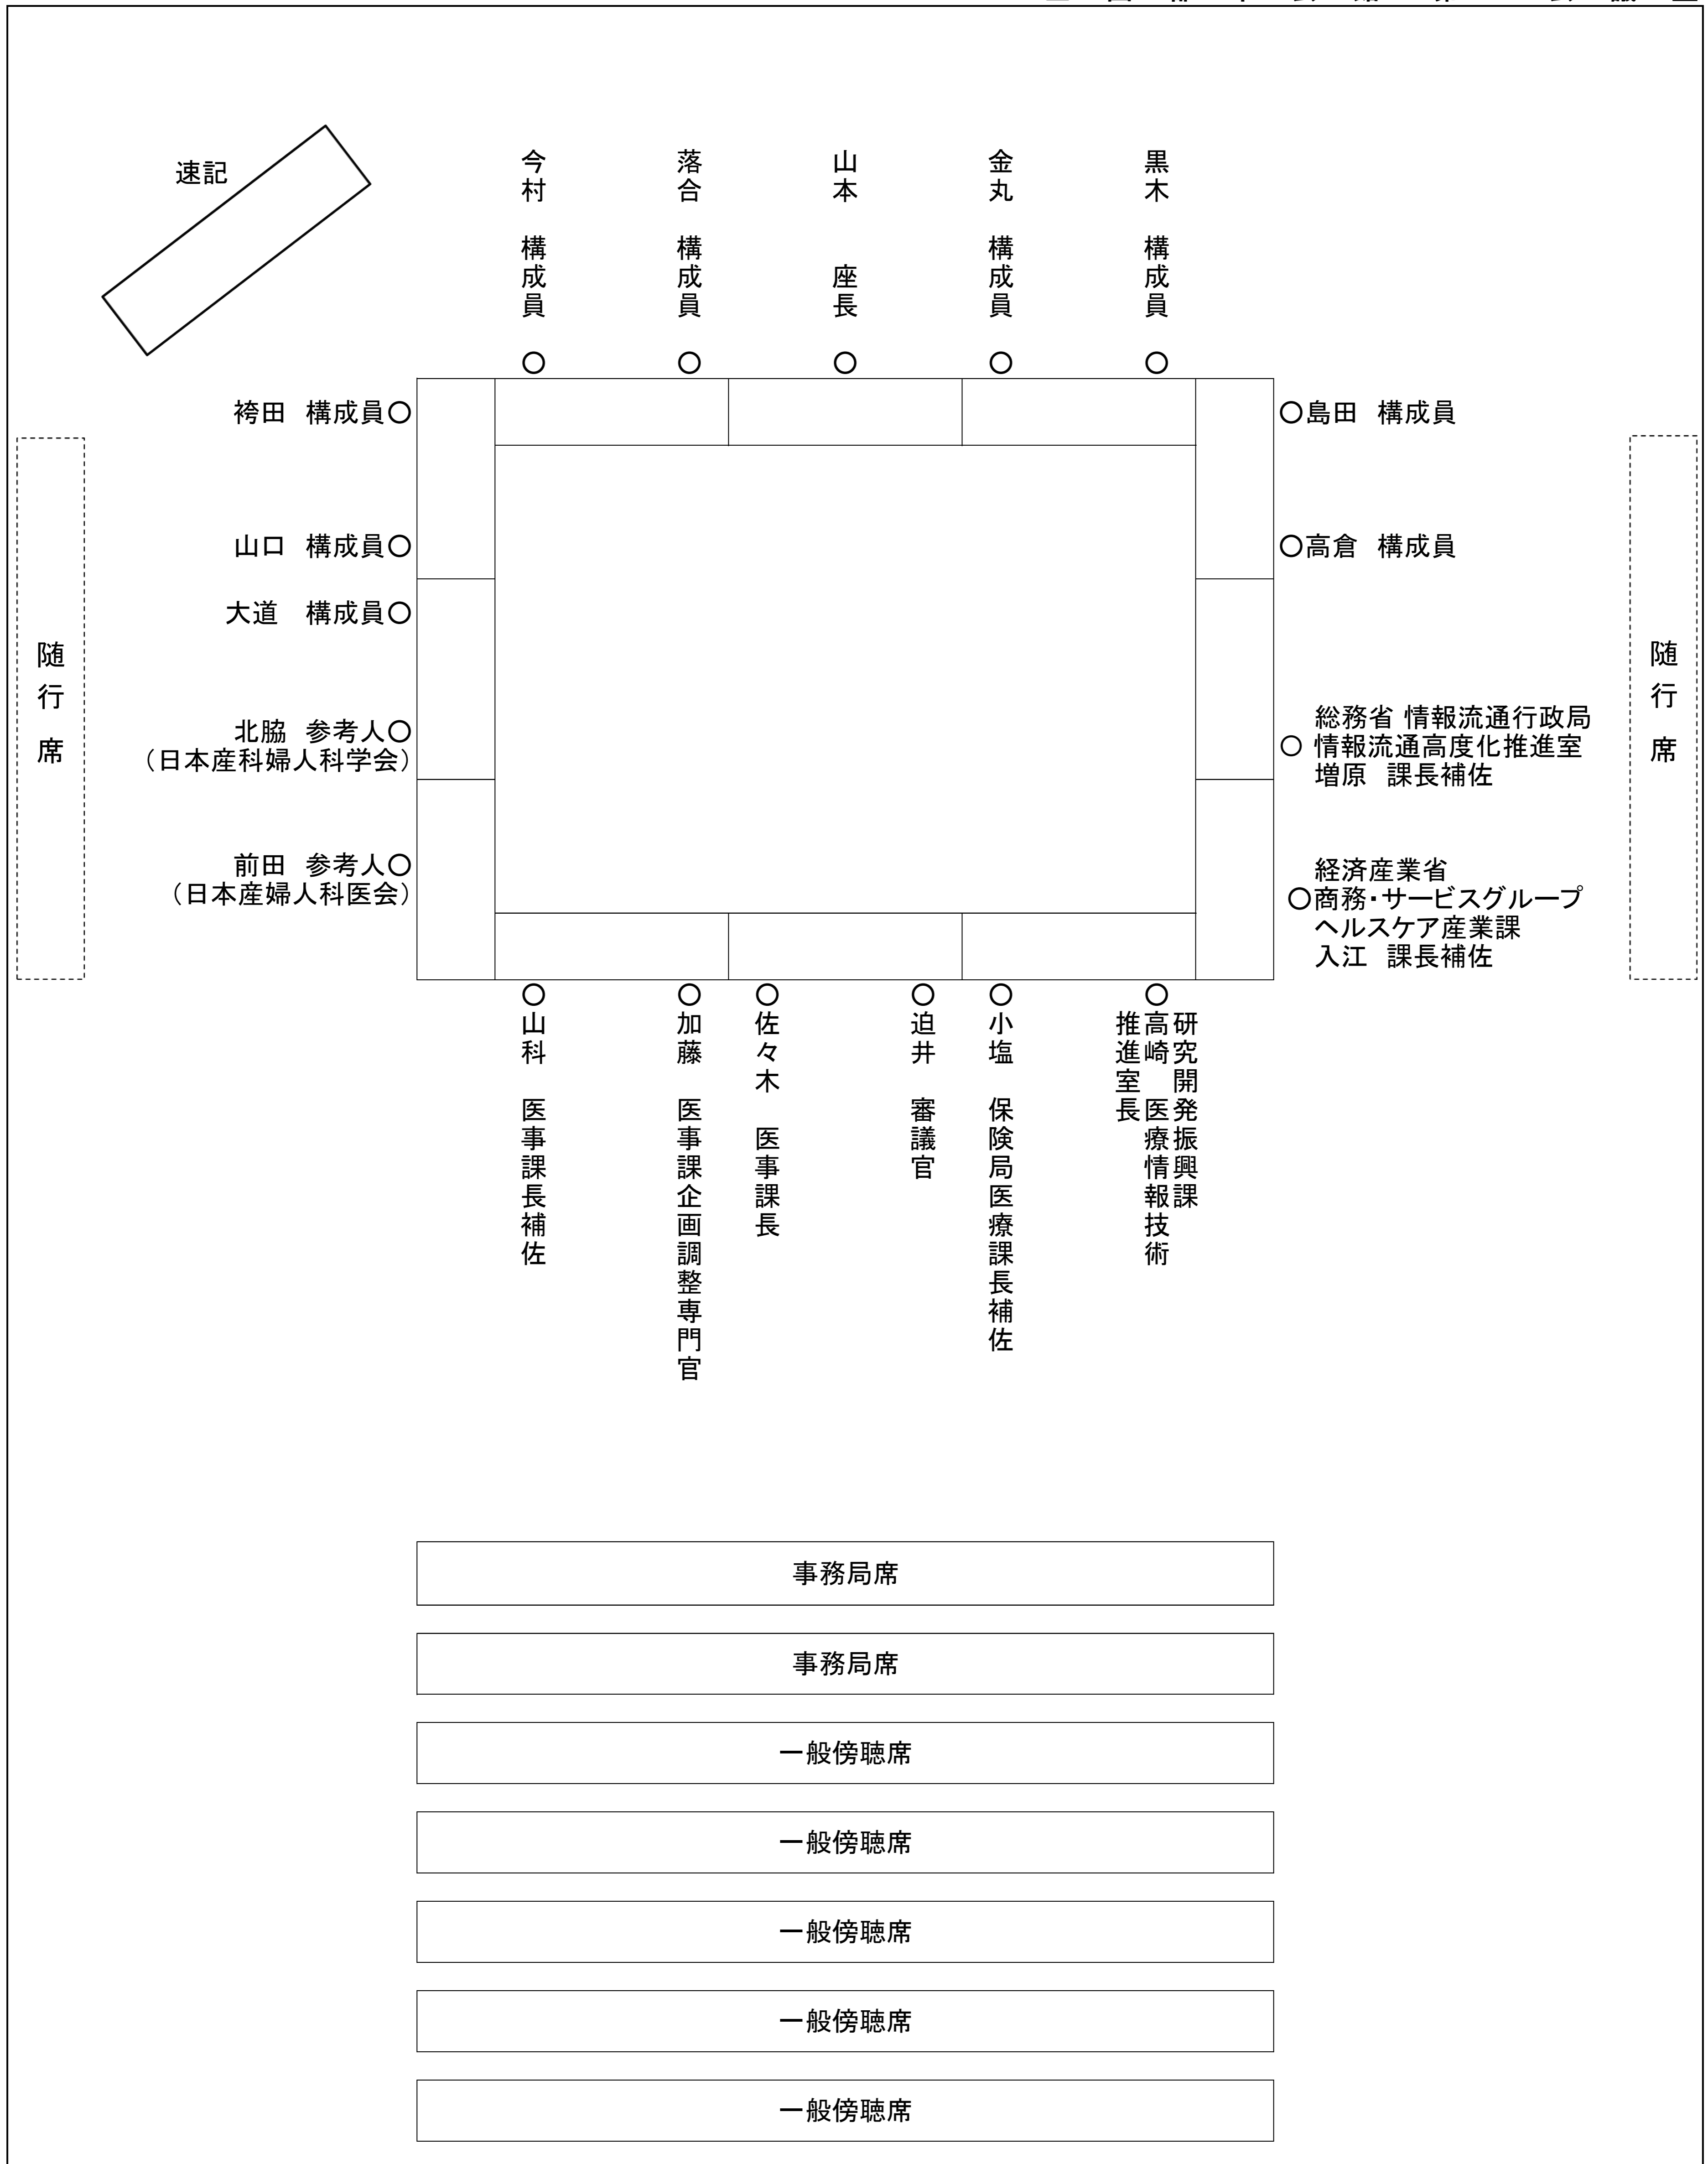 速記
今村 構成員
落合 構成員
山本 座長
金丸 構成員
黒木 構成員
袴田 構成員○
山口 構成員○
大道 構成員○
北脇 参考人○
（日本産科婦人科学会）
前田 参考人○
（日本産婦人科医会）
○島田 構成員
○高倉 構成員
総務省 情報流通行政局
○ 情報流通高度化推進室
増原 課長補佐
経済産業省
○商務・サービスグループ
ヘルスケア産業課
入江 課長補佐
随行席
随行席
山科 医事課長補佐
加藤 医事課企画調整専門官
佐々木 医事課長
迫井 審議官
小塩 保険局医療課長補佐
研究開発振興課
高崎 医療情報技術
推進室長
事務局席
事務局席
一般傍聴席
一般傍聴席
一般傍聴席
一般傍聴席
一般傍聴席